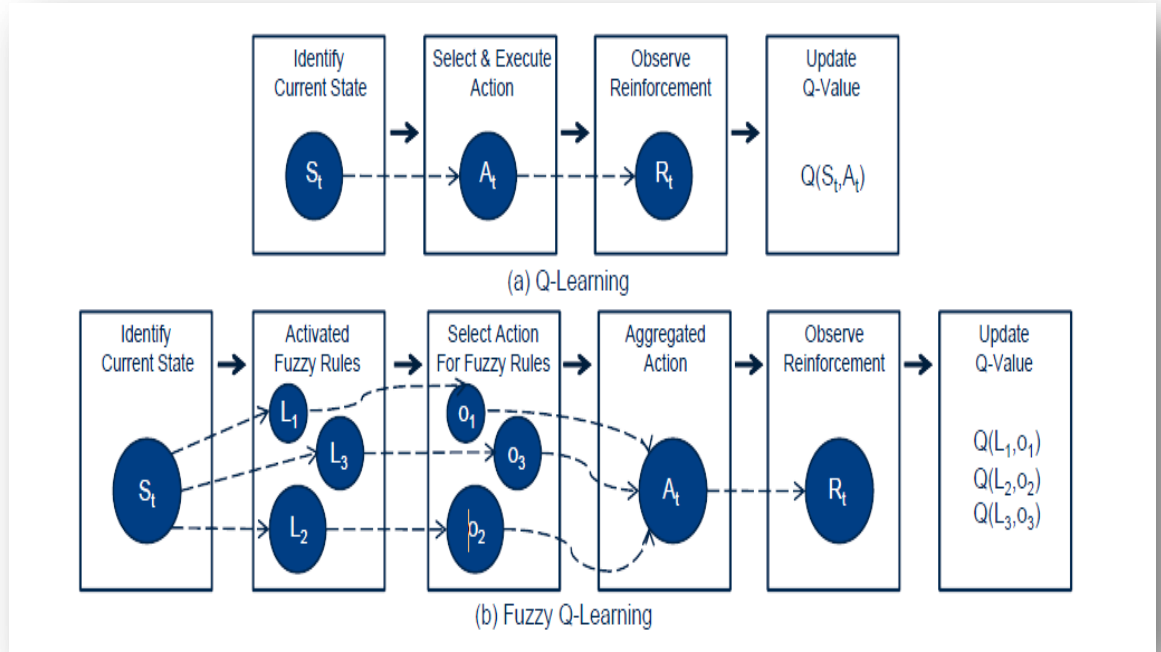 Identify
Current State
Select & Execute
Action
Observe
Reinforcement
Update
Q-Value
Sₜ
Aₜ
Rₜ
Q(Sₜ,Aₜ)
(a) Q-Learning
Identify
Current State
Activated
Fuzzy Rules
Select Action
For Fuzzy Rules
Aggregated
Action
Observe
Reinforcement
Update
Q-Value
Sₜ
L₁
L₃
L₂
o₁
o₃
o₂
Aₜ
Rₜ
Q(L₁,o₁)
Q(L₂,o₂)
Q(L₃,o₃)
(b) Fuzzy Q-Learning